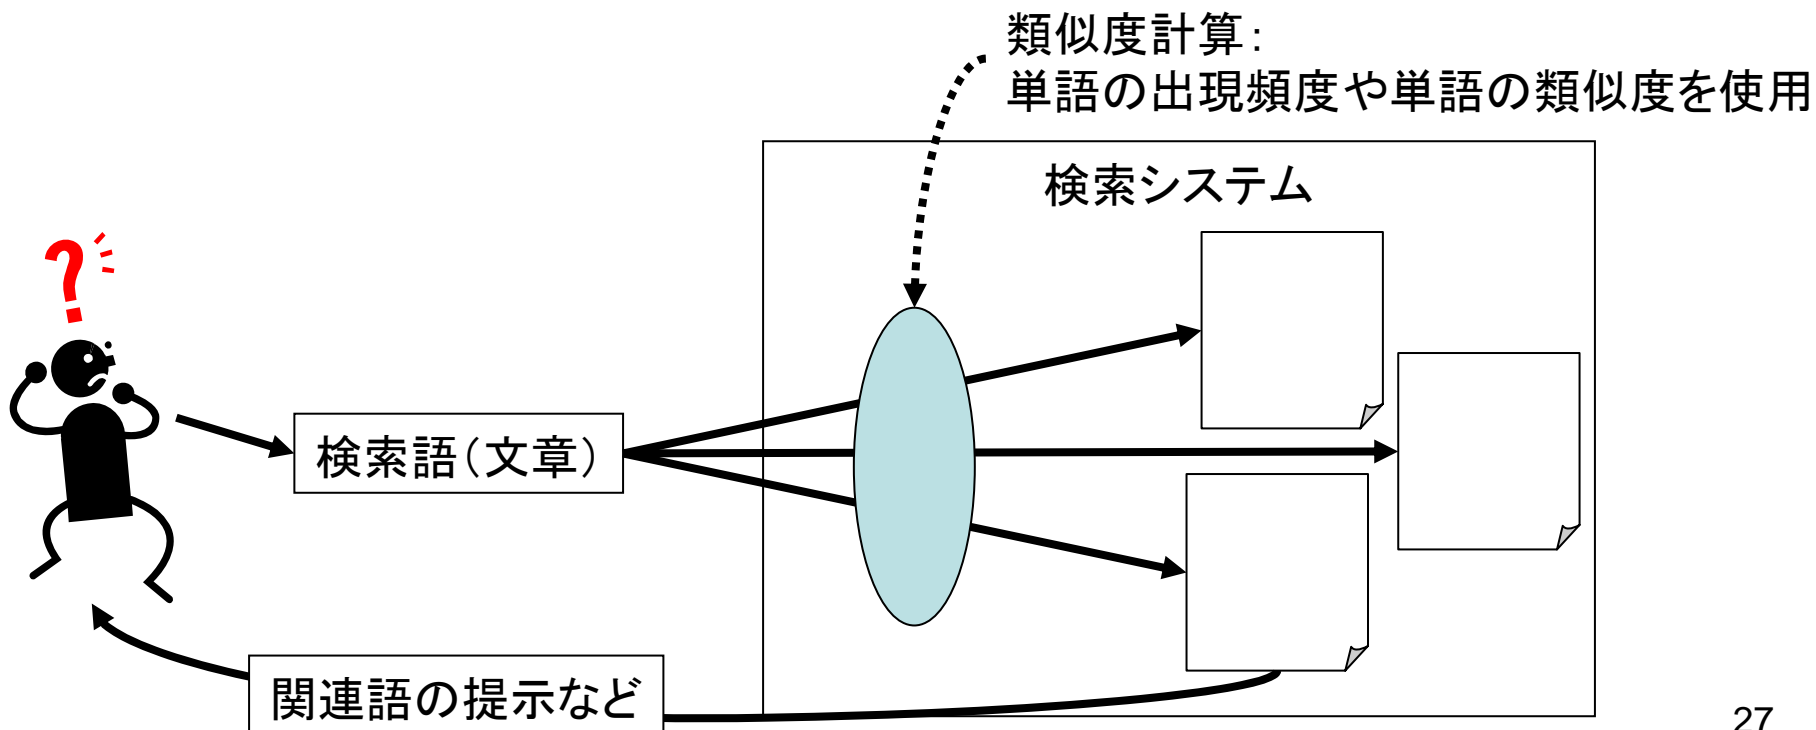 類似度計算:
単語の出現頻度や単語の類似度を使用
検索システム
?
検索語(文章)
関連語の提示など
27